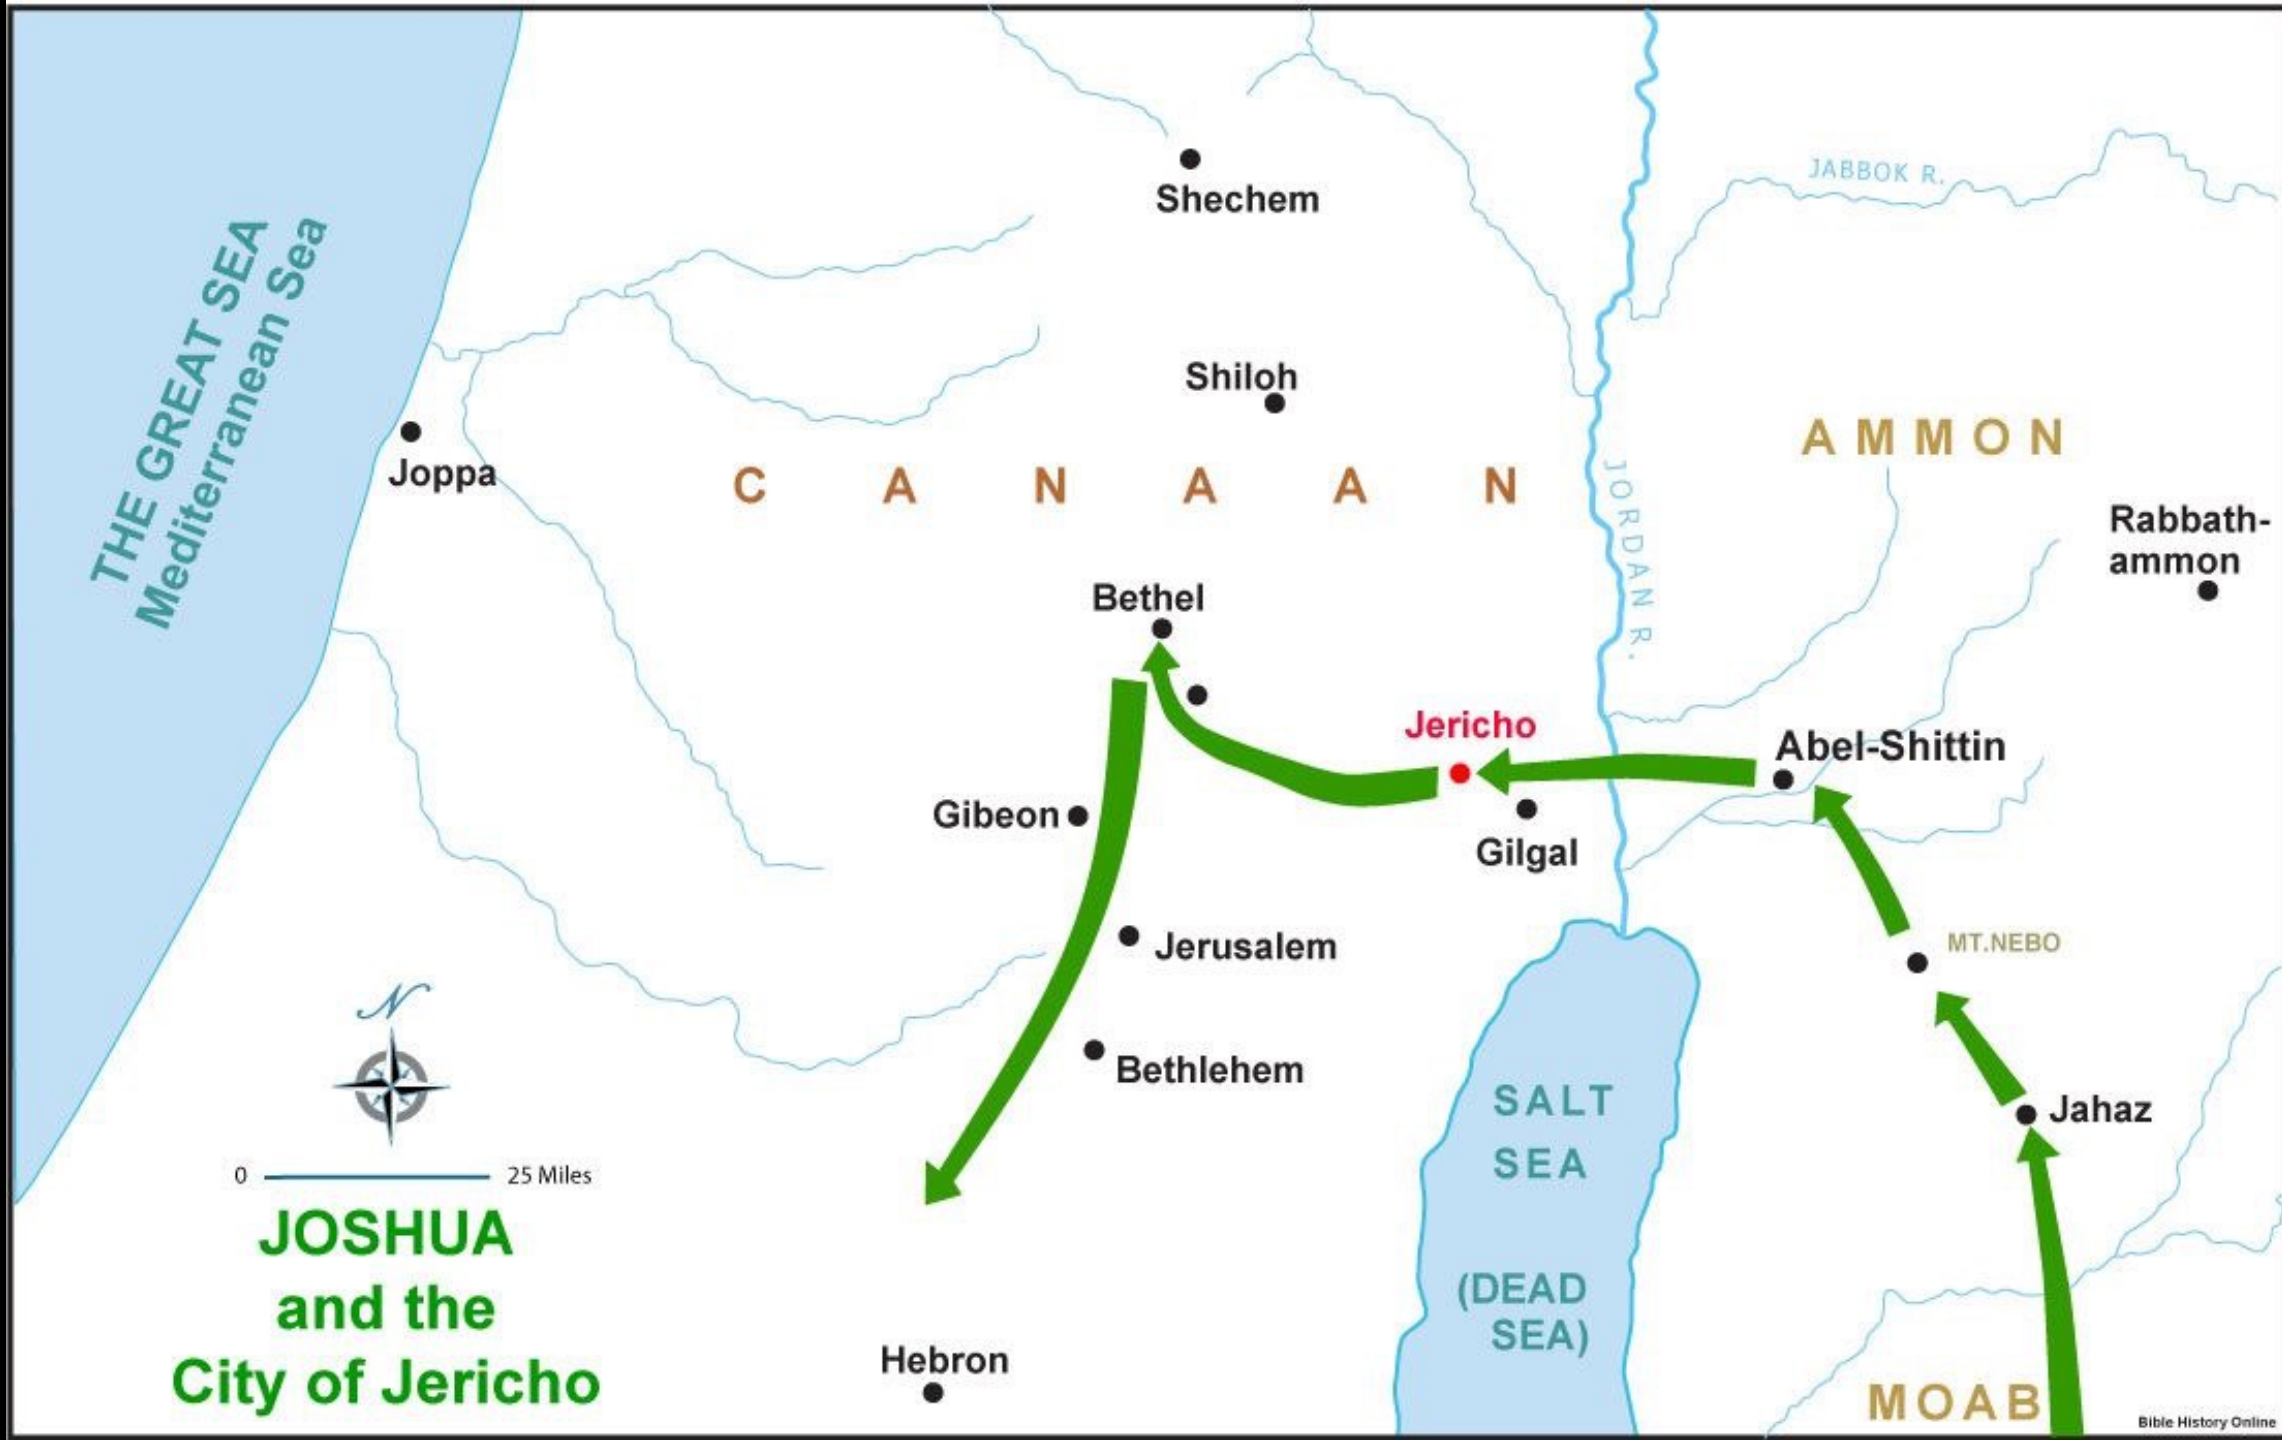 THE GREAT SEA
Mediterranean Sea
Shechem
JABBOK R.
Shiloh
Joppa
CANAAN
AMMON
JORDAN R.
Rabbath-
ammon
Bethel
Jericho
Abel-Shittin
Gibeon
Gilgal
Jerusalem
MT.NEBO
Bethlehem
Jahaz
SALT
SEA
(DEAD
SEA)
N
0 25 Miles
JOSHUA
and the
City of Jericho
Hebron
MOAB
Bible History Online